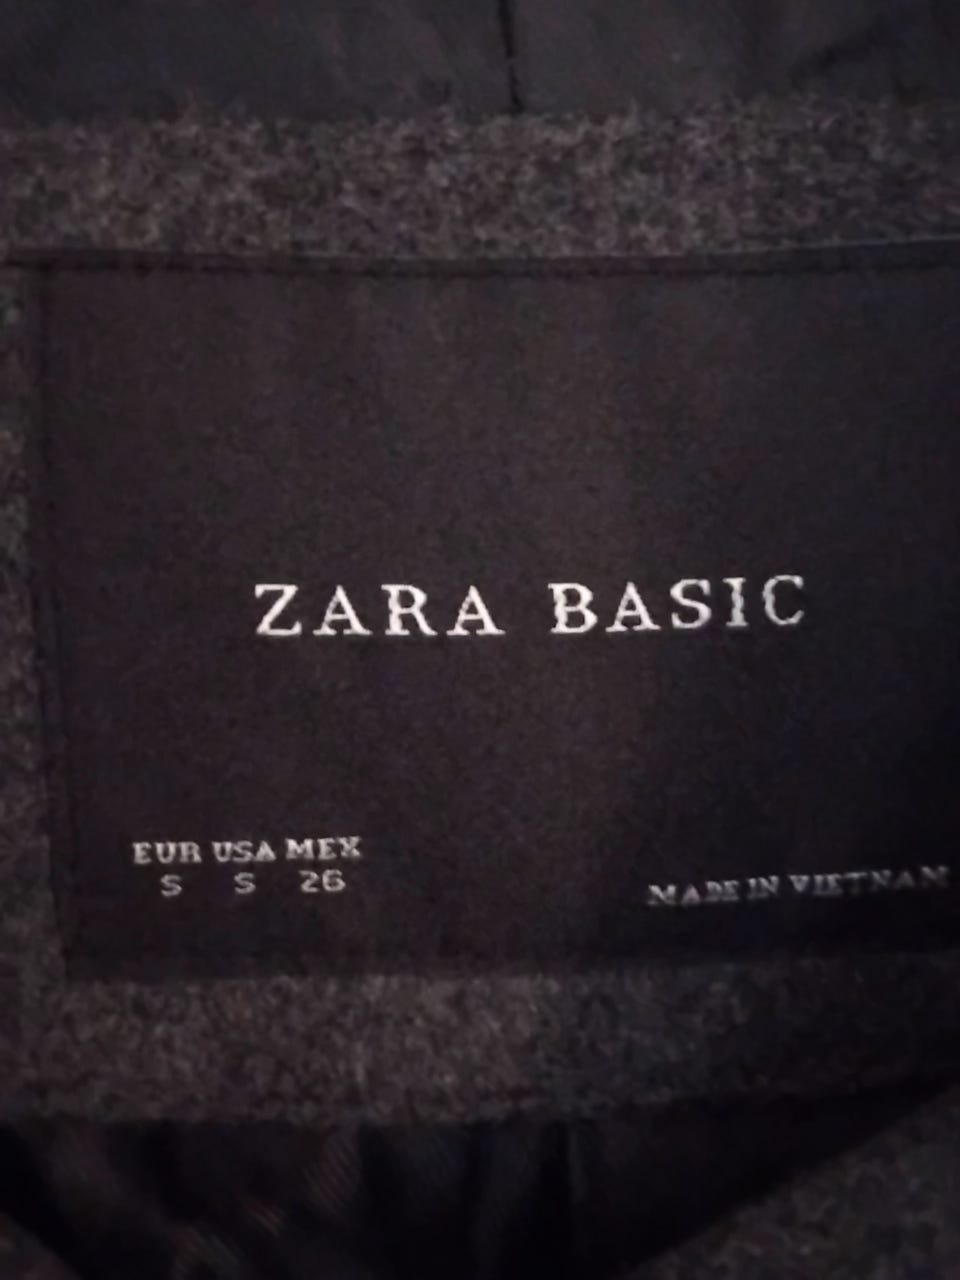 ZARA BASIC
EUR USA MEX
S S 26
MADE IN VIETNAM